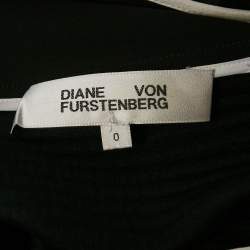 DIANE VON
FURSTENBERG
0